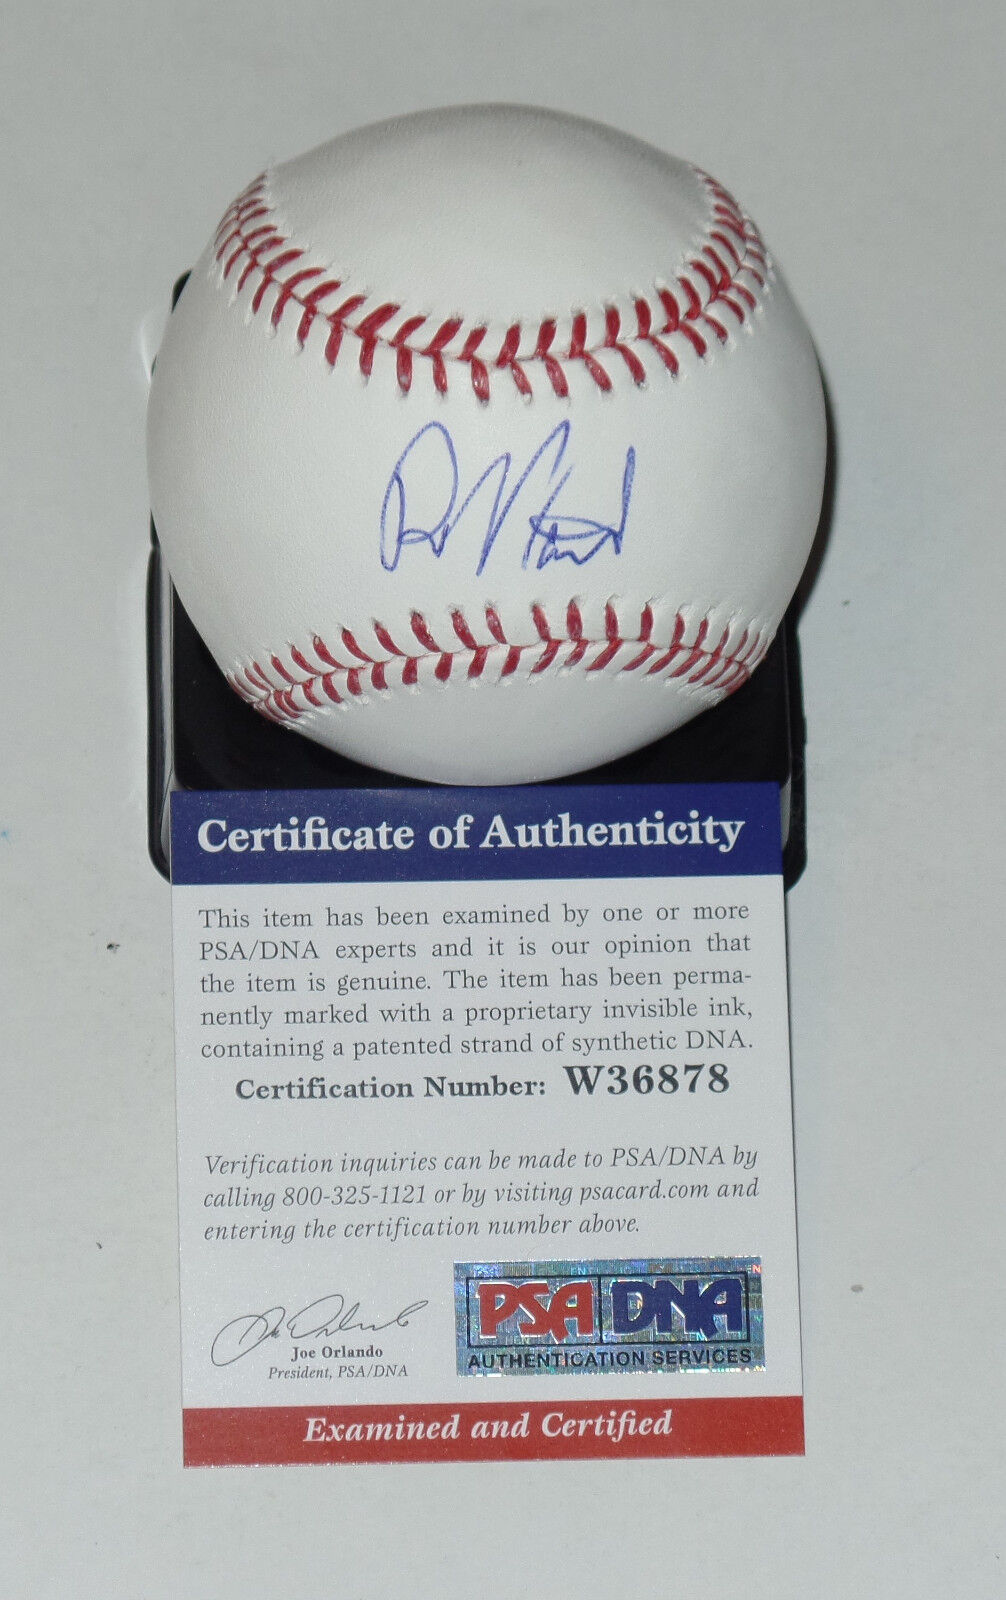 Certificate of Authenticity
This item has been examined by one or more
PSA/DNA experts and it is our opinion that
the item is genuine. The item has been perma-
nently marked with a proprietary invisible ink,
containing a patented strand of synthetic DNA.
Certification Number: W36878
Verification inquiries can be made to PSA/DNA by
calling 800-325-1121 or by visiting psacard.com and
entering the certification number above.
Joe Orlando
President, PSA/DNA
PSA DNA
AUTHENTICATION SERVICES
Examined and Certified